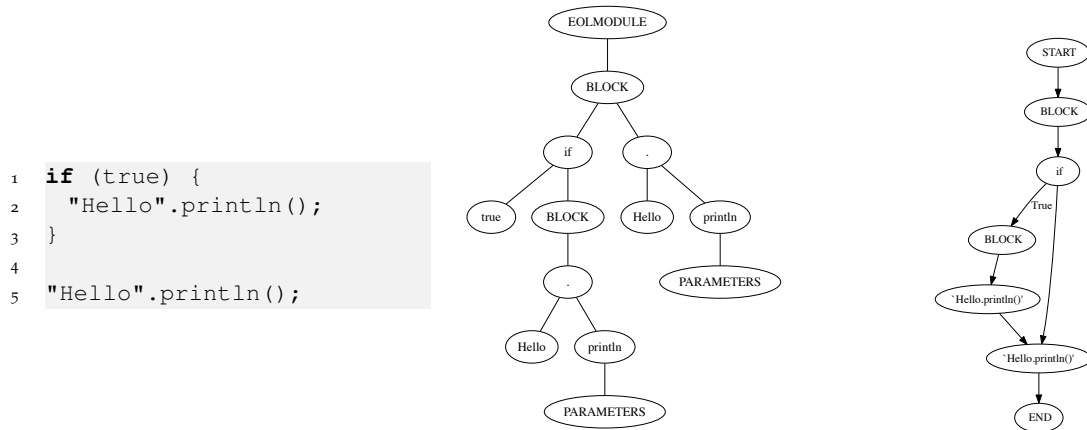 1 if (true) {
2 "Hello".println();
3 }
4
5 "Hello".println();
EOLMODULE
BLOCK
if .
true BLOCK Hello println
. PARAMETERS
Hello println
PARAMETERS
START
BLOCK
if
True
BLOCK
`Hello.println()'
`Hello.println()'
END